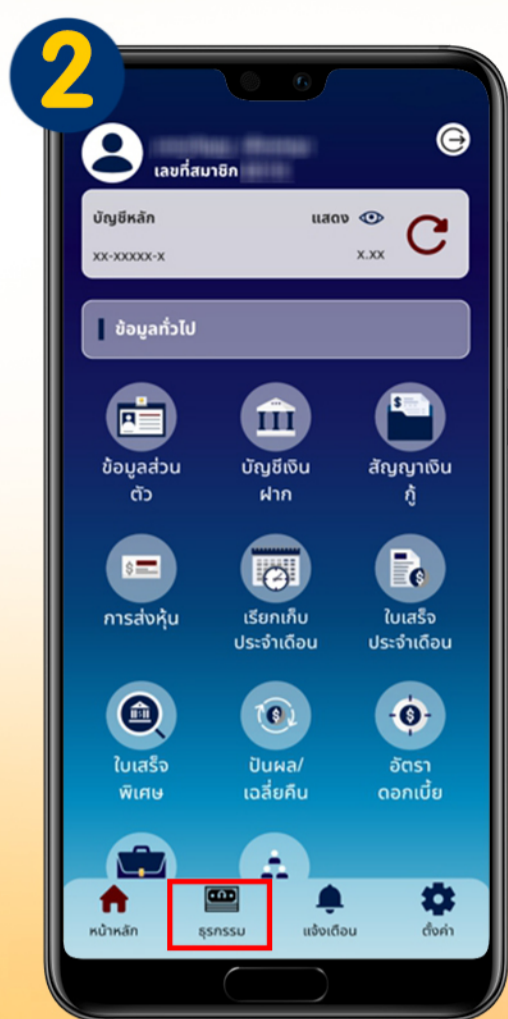 2
เลขที่สมาชิก
บัญชีหลัก แสดง
xx-xxxxx-x x.xx
ข้อมูลทั่วไป
ข้อมูลส่วน บัญชีเงิน สัญญาเงิน
ตัว ฝาก กู้
การส่งหุ้น เรียกเก็บ ใบเสร็จ
ประจำเดือน ประจำเดือน
ใบเสร็จ ปันผล/ อัตรา
พิเศษ เฉลี่ยคืน ดอกเบี้ย
หน้าหลัก ธุรกรรม แจ้งเตือน ตั้งค่า